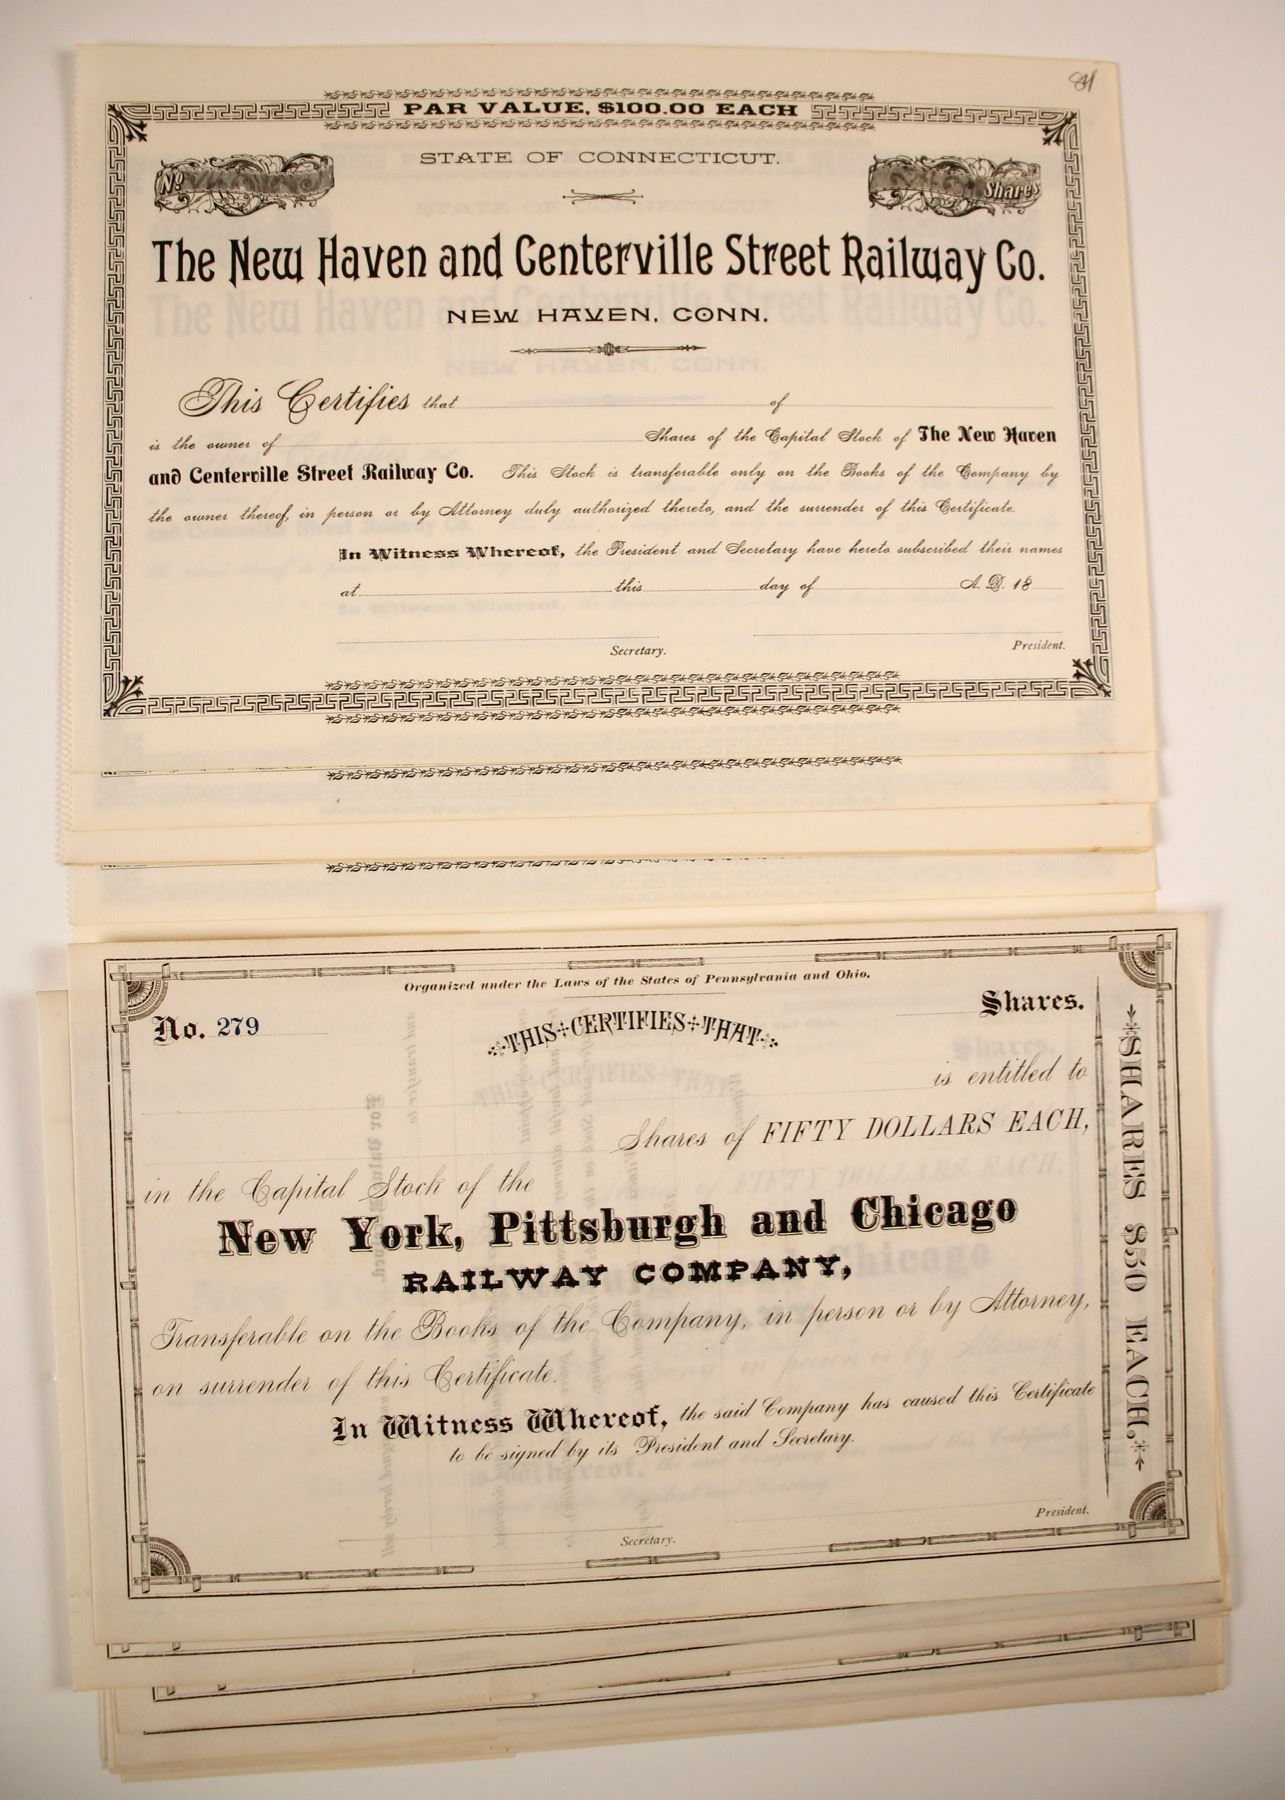 81
PAR VALUE, $100.00 EACH
STATE OF CONNECTICUT.
No
Shares
The New Haven and Centerville Street Railway Co.
NEW HAVEN, CONN.
This Certifies that of
is the owner of Shares of the Capital Stock of The New Haven
and Centerville Street Railway Co. This Stock is transferable only on the Books of the Company by
the owner thereof, in person or by Attorney duly authorized thereto, and the surrender of this Certificate.
In Witness Whereof, the President and Secretary have hereto subscribed their names
at this day of A.D. 18
Secretary. President.
Organized under the Laws of the States of Pennsylvania and Ohio.
No. 279
Shares.
THIS CERTIFIES THAT
is entitled to
Shares of FIFTY DOLLARS EACH,
in the Capital Stock of the
New York, Pittsburgh and Chicago
RAILWAY COMPANY,
Transferable on the Books of the Company, in person or by Attorney,
on surrender of this Certificate.
In Witness Whereof, the said Company has caused this Certificate
to be signed by its President and Secretary.
Secretary. President.
SHARES $50 EACH,